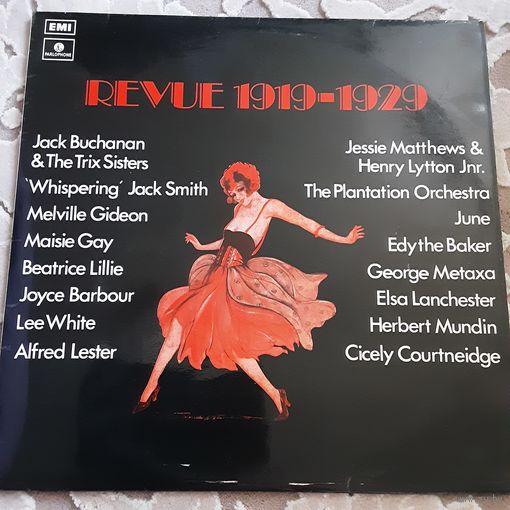 EMI
PARLOPHONE
REVUE 1919-1929
Jack Buchanan
& The Trix Sisters
'Whispering' Jack Smith
Melville Gideon
Maisie Gay
Beatrice Lillie
Joyce Barbour
Lee White
Alfred Lester
Jessie Matthews &
Henry Lytton Jnr.
The Plantation Orchestra
June
Edythe Baker
George Metaxa
Elsa Lanchester
Herbert Mundin
Cicely Courtneidge